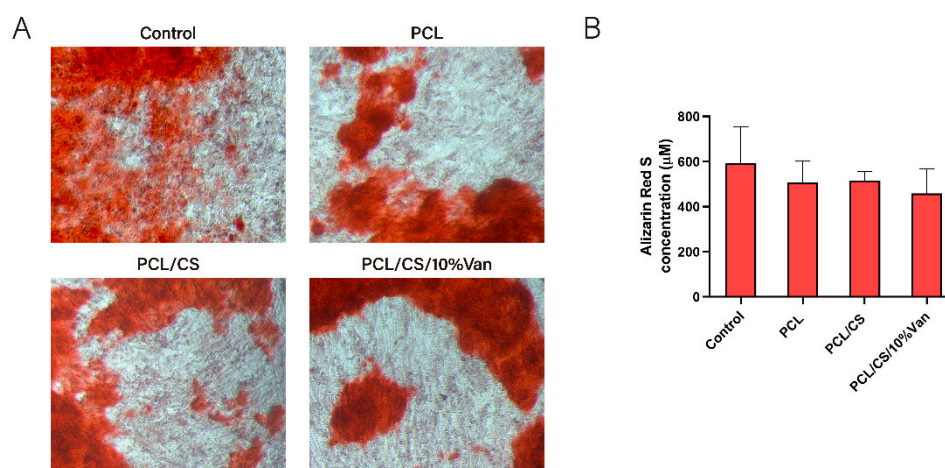 A
Control
PCL
PCL/CS
PCL/CS/10%Van
B
Alizarin Red S
concentration (μM)
800
600
400
200
0
Control
PCL
PCL/CS
PCL/CS/10%Van